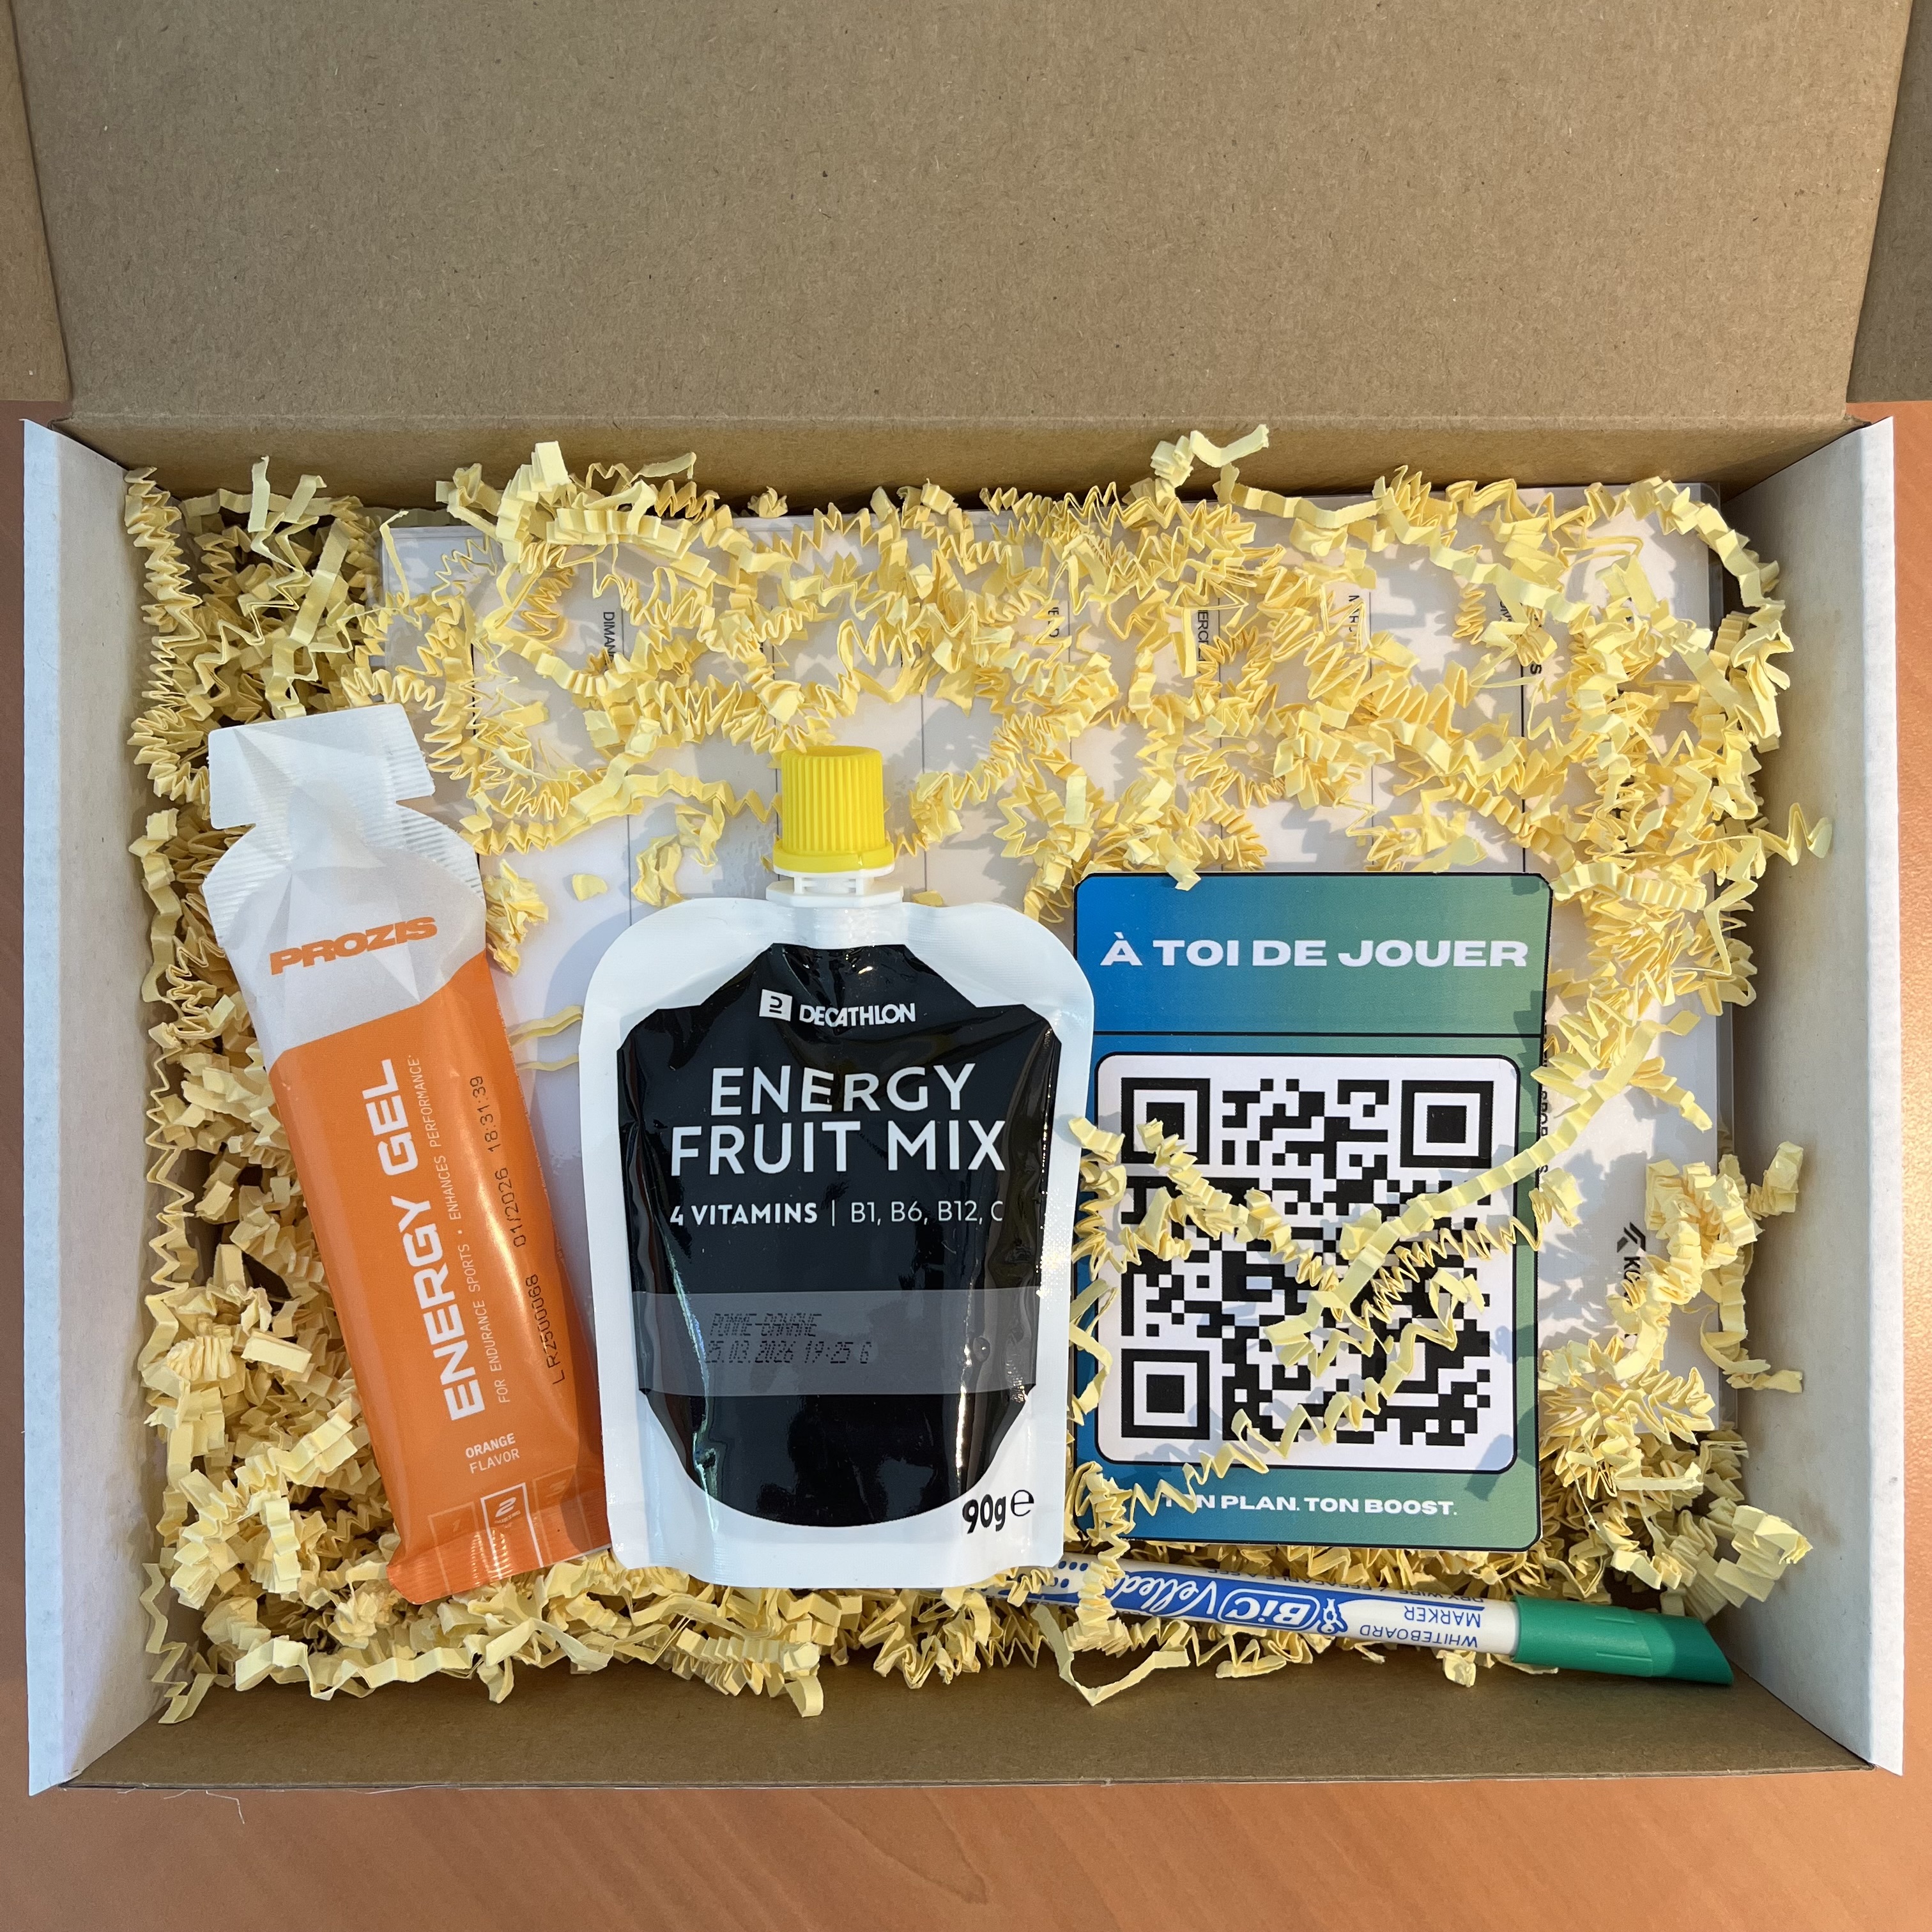 PROZIS
ENERGY GEL
FOR ENDURANCE SPORTS • ENHANCES PERFORMANCE
01/2026 16:31:39
ORANGE
FLAVOR
2
DECATHLON
ENERGY
FRUIT MIX
4 VITAMINS | B1, B6, B12, C
POMME-BANANE
25.03.2026 19:25 G
90g e
À TOI DE JOUER
PLAN. TON BOOST.
BIC Velleda
WHITEBOARD
MARKER